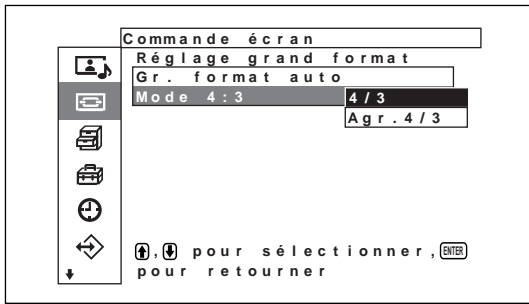 Commande écran
Réglage grand format
Gr. format auto
Mode 4:3
4/3
Agr.4/3
, pour sélectionner, ENTER
pour retourner